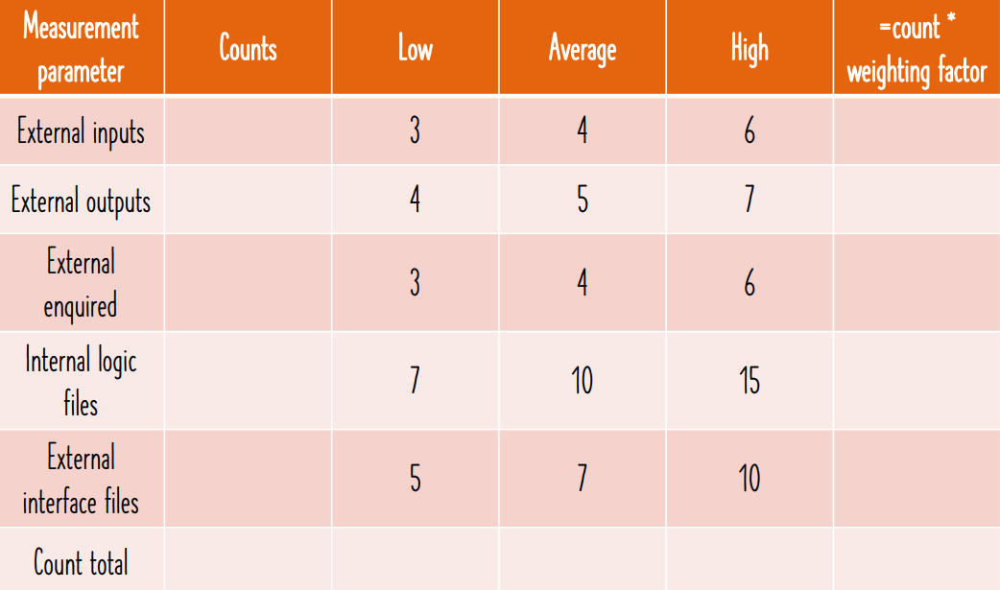 Measurement parameter | Counts | Low | Average | High | =count * weighting factor
External inputs | | 3 | 4 | 6 |
External outputs | | 4 | 5 | 7 |
External enquired | | 3 | 4 | 6 |
Internal logic files | | 7 | 10 | 15 |
External interface files | | 5 | 7 | 10 |
Count total | | | | |